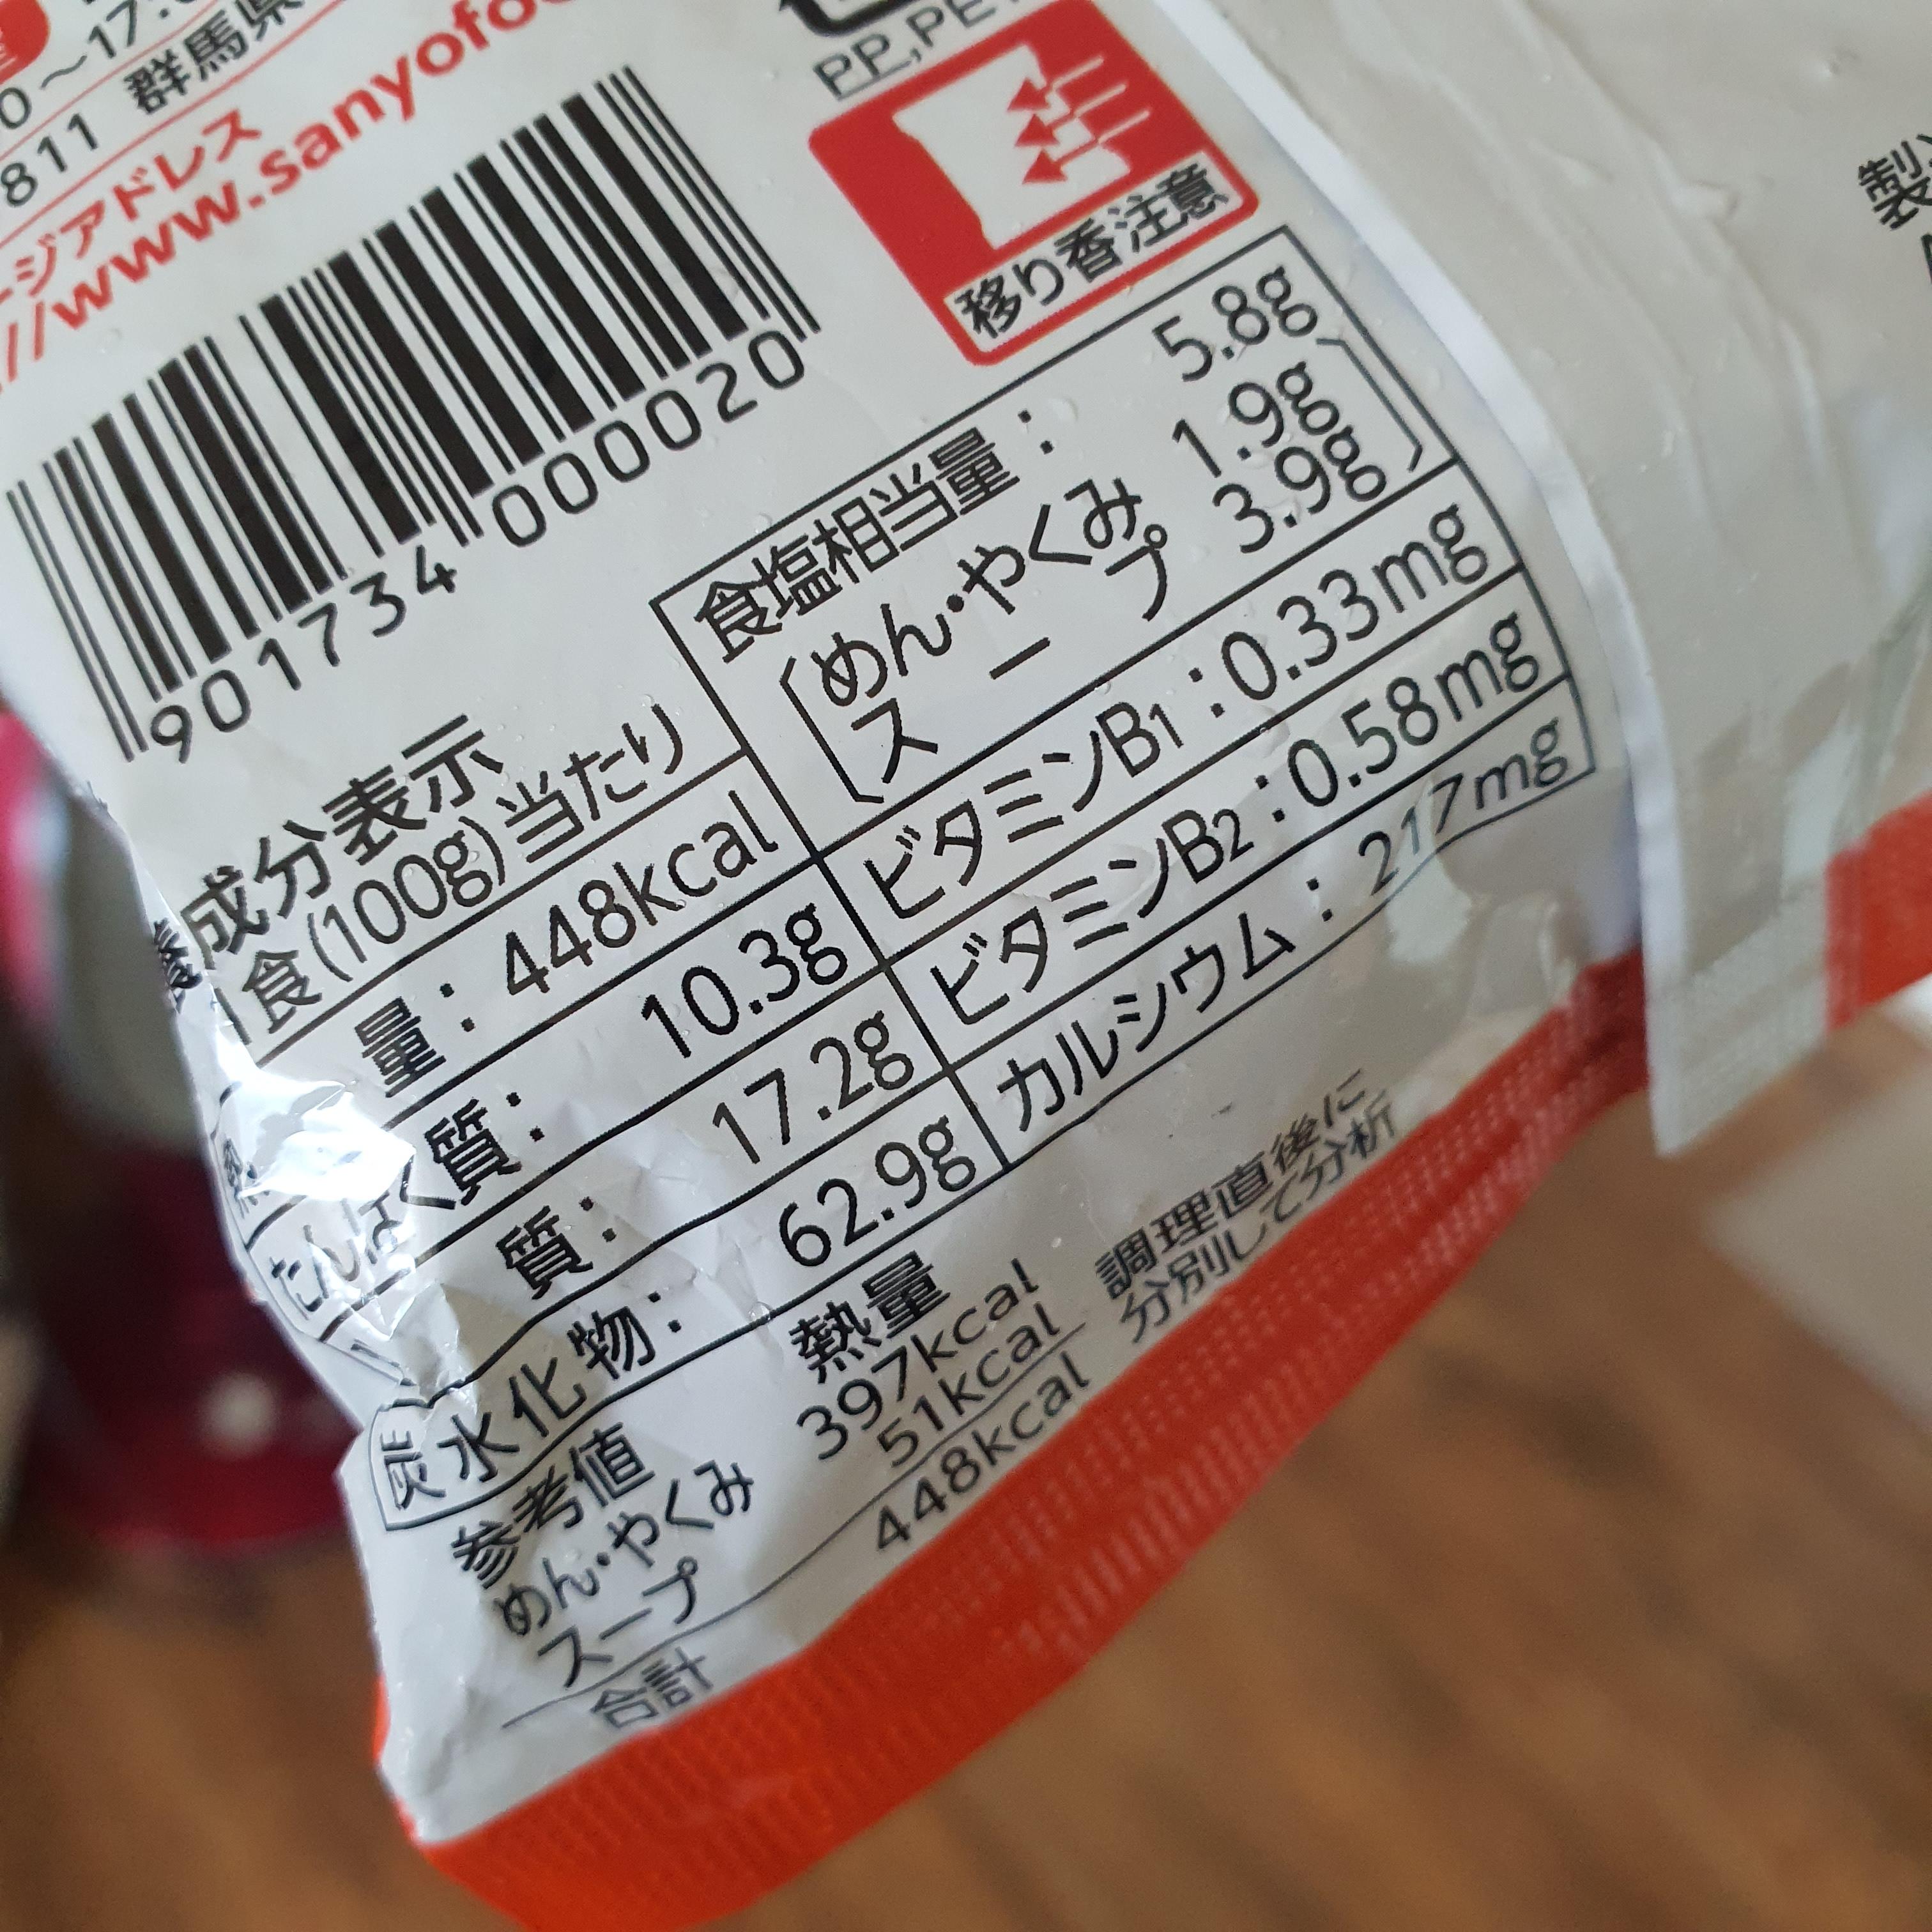 0〜17:
811 群馬県
ージアドレス
//www.sanyofo
PP,PET
移り香注意
901734 000020
養成分表示
1食(100g)当たり
熱量： 448kcal
たんぱく質： 10.3g
質： 17.2g
炭水化物： 62.9g
食塩相当量： 5.8g
めん・やくみ 1.9g
スープ 3.9g
ビタミンB1：0.33mg
ビタミンB2：0.58mg
カルシウム：217mg
参考値 熱量
めん・やくみ 397kcal
スープ 51kcal
合計 448kcal
調理直後に
分別して分析
製